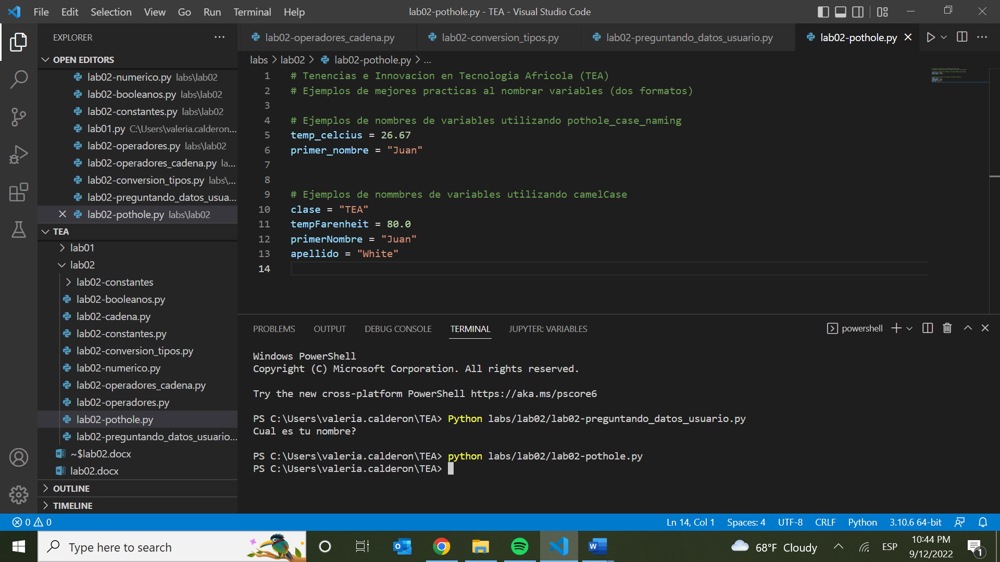 File Edit Selection View Go Run Terminal Help
lab02-pothole.py - TEA - Visual Studio Code
EXPLORER
OPEN EDITORS
lab02-numerico.py labs\lab02
lab02-booleanos.py labs\lab02
lab02-constantes.py labs\lab02
lab01.py C:\Users\valeria.calderon...
lab02-operadores.py labs\lab02
lab02-operadores_cadena.py la...
lab02-conversion_tipos.py labs\...
lab02-preguntando_datos_usua...
lab02-pothole.py labs\lab02
TEA
lab01
lab02
lab02-constantes
lab02-booleanos.py
lab02-cadena.py
lab02-constantes.py
lab02-conversion_tipos.py
lab02-numerico.py
lab02-operadores_cadena.py
lab02-operadores.py
lab02-pothole.py
lab02-preguntando_datos_usuario...
~$lab02.docx
lab02.docx
OUTLINE
TIMELINE
lab02-operadores_cadena.py lab02-conversion_tipos.py lab02-preguntando_datos_usuario.py lab02-pothole.py
labs > lab02 > lab02-pothole.py > ...
1 # Tenencias e Innovacion en Tecnologia Africola (TEA)
2 # Ejemplos de mejores practicas al nombrar variables (dos formatos)
3
4 # Ejemplos de nombres de variables utilizando pothole_case_naming
5 temp_celcius = 26.67
6 primer_nombre = "Juan"
7
8
9 # Ejemplos de nommbres de variables utilizando camelCase
10 clase = "TEA"
11 tempFarenheit = 80.0
12 primerNombre = "Juan"
13 apellido = "White"
14
PROBLEMS OUTPUT DEBUG CONSOLE TERMINAL JUPYTER: VARIABLES
powershell
Windows PowerShell
Copyright (C) Microsoft Corporation. All rights reserved.
Try the new cross-platform PowerShell https://aka.ms/pscore6
PS C:\Users\valeria.calderon\TEA> Python labs/lab02/lab02-preguntando_datos_usuario.py
Cual es tu nombre?
PS C:\Users\valeria.calderon\TEA> python labs/lab02/lab02-pothole.py
PS C:\Users\valeria.calderon\TEA>
0 0
Ln 14, Col 1 Spaces: 4 UTF-8 CRLF Python 3.10.6 64-bit
Type here to search
68°F Cloudy
ESP
10:44 PM
9/12/2022
1